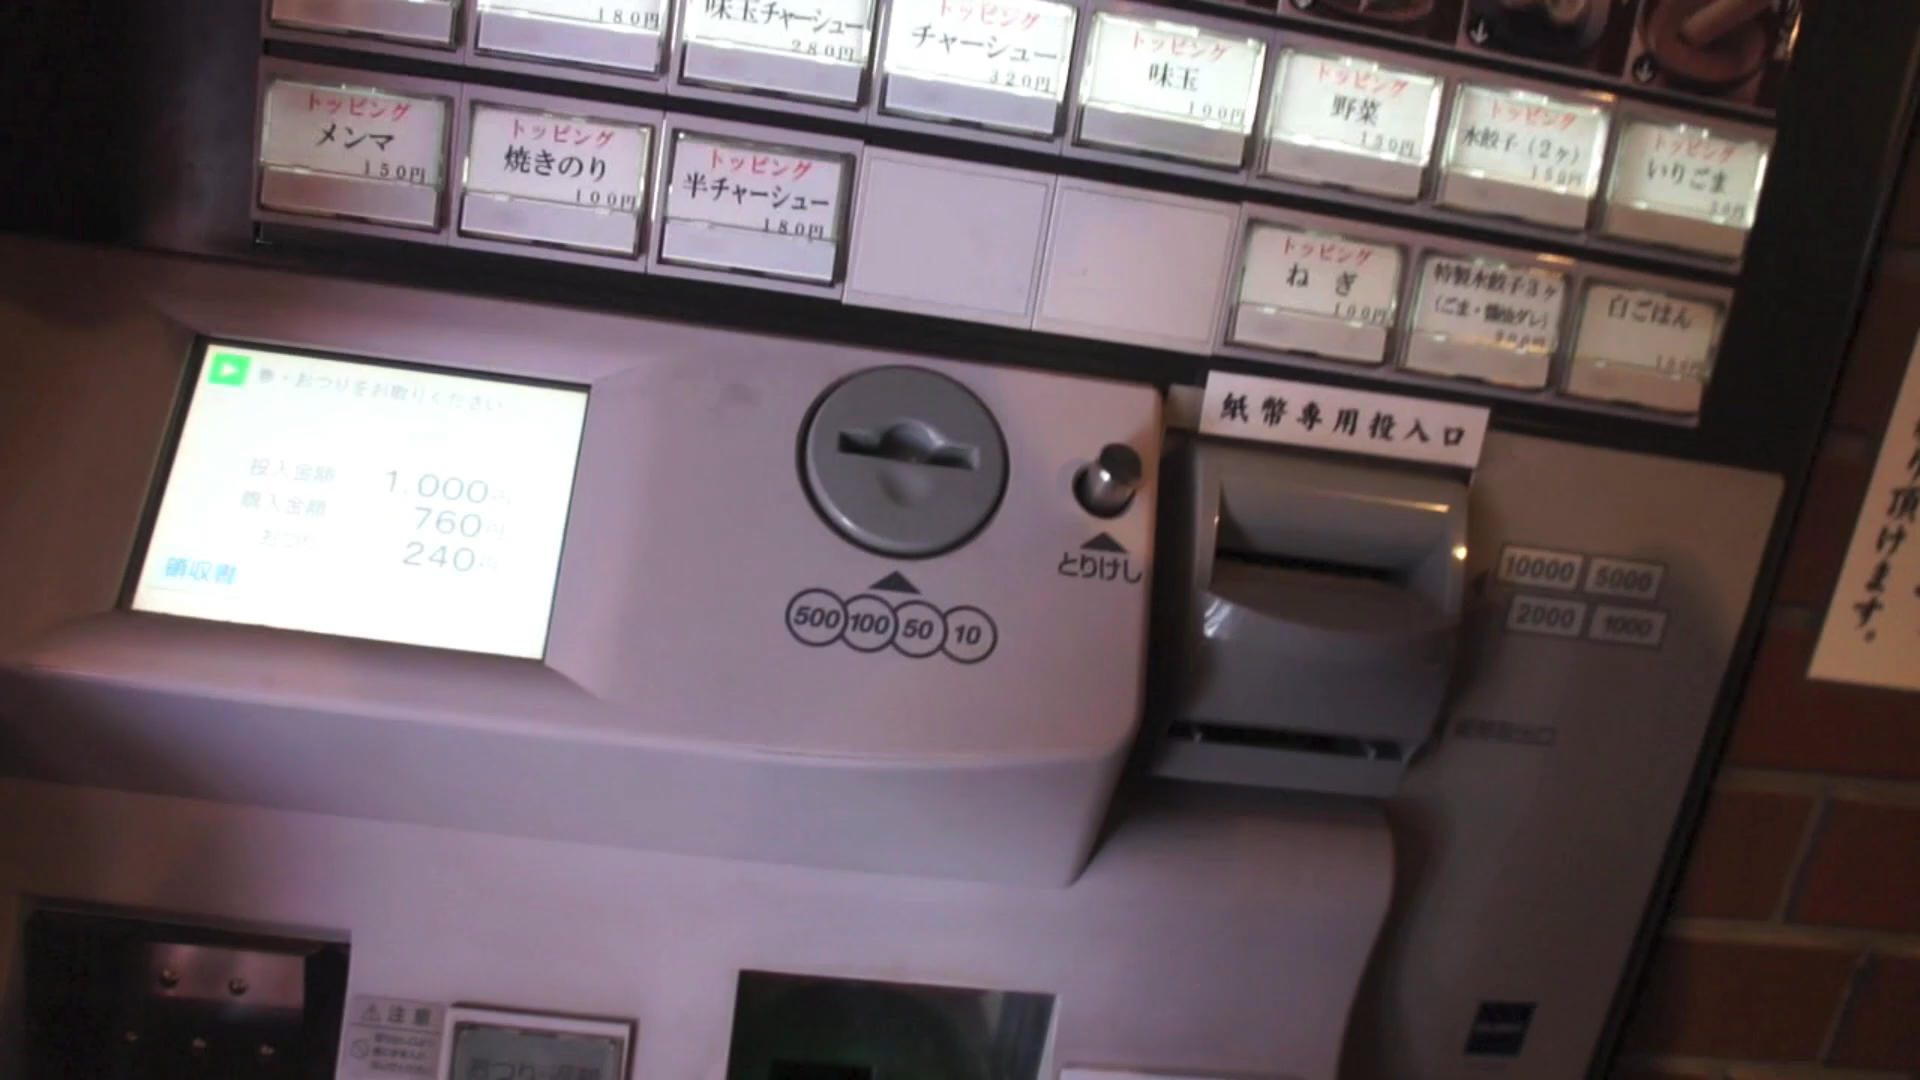 180円
味玉チャーシュー
280円
トッピング
チャーシュー
320円
トッピング
味玉
100円
トッピング
野菜
150円
トッピング
水餃子(2ヶ)
150円
トッピング
いりごま
トッピング
メンマ
150円
トッピング
焼きのり
100円
トッピング
半チャーシュー
180円
トッピング
ねぎ
100円
特製水餃子3ヶ
(ごま・醤油ダレ)
白ごはん
券・おつりをお取りください
投入金額 1,000円
購入金額 760円
おつり 240円
領収書
500 100 50 10
とりけし
紙幣専用投入口
10000 5000
2000 1000
頂けます。
注意